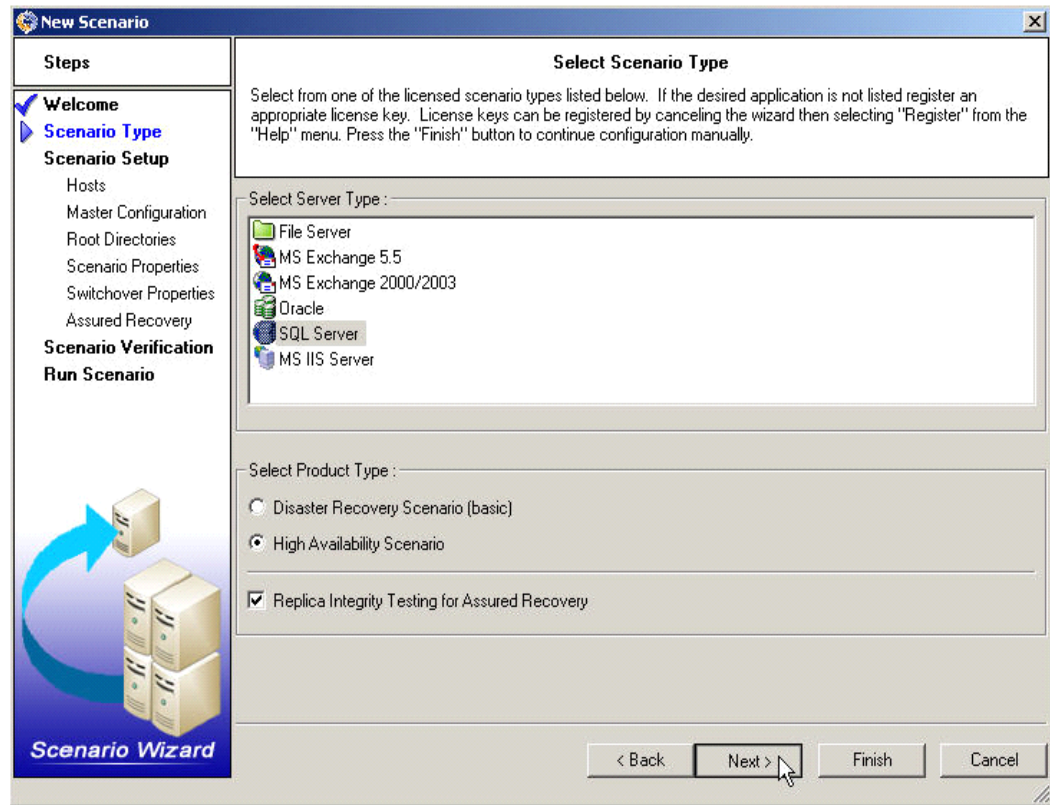 New Scenario
Steps
Welcome
Scenario Type
Scenario Setup
Hosts
Master Configuration
Root Directories
Scenario Properties
Switchover Properties
Assured Recovery
Scenario Verification
Run Scenario
Scenario Wizard
Select Scenario Type
Select from one of the licensed scenario types listed below.  If the desired application is not listed register an
appropriate license key.  License keys can be registered by canceling the wizard then selecting "Register" from the
"Help" menu. Press the "Finish" button to continue configuration manually.
Select Server Type :
File Server
MS Exchange 5.5
MS Exchange 2000/2003
Oracle
SQL Server
MS IIS Server
Select Product Type :
Disaster Recovery Scenario (basic)
High Availability Scenario
Replica Integrity Testing for Assured Recovery
< Back
Next >
Finish
Cancel